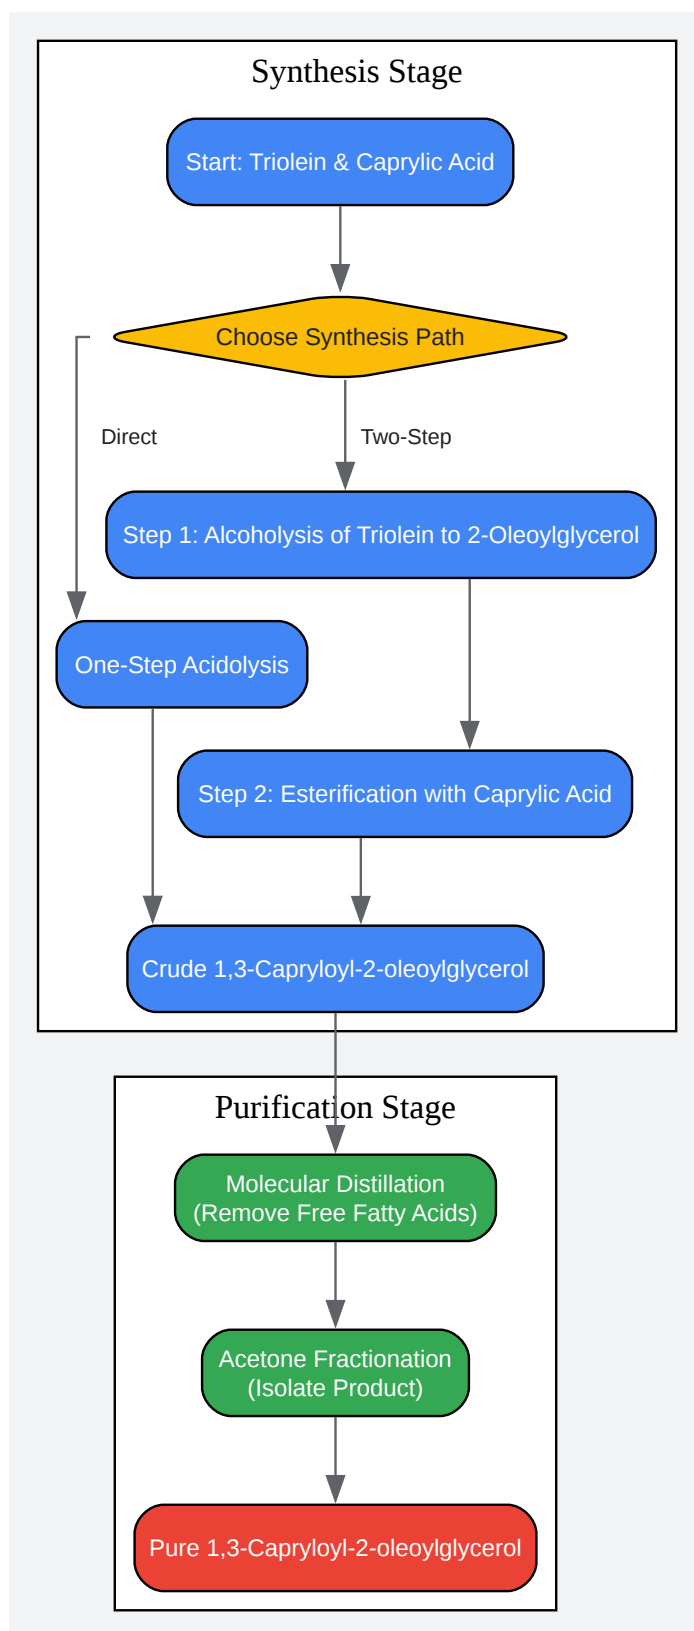 Synthesis Stage
Start: Triolein & Caprylic Acid
Choose Synthesis Path
Direct
Two-Step
Step 1: Alcoholysis of Triolein to 2-Oleoylglycerol
One-Step Acidolysis
Step 2: Esterification with Caprylic Acid
Crude 1,3-Capryloyl-2-oleoylglycerol
Purification Stage
Molecular Distillation
(Remove Free Fatty Acids)
Acetone Fractionation
(Isolate Product)
Pure 1,3-Capryloyl-2-oleoylglycerol